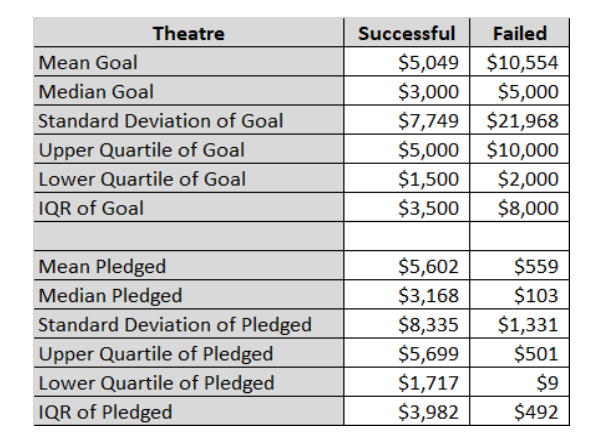 Theatre Successful Failed
Mean Goal $5,049 $10,554
Median Goal $3,000 $5,000
Standard Deviation of Goal $7,749 $21,968
Upper Quartile of Goal $5,000 $10,000
Lower Quartile of Goal $1,500 $2,000
IQR of Goal $3,500 $8,000
Mean Pledged $5,602 $559
Median Pledged $3,168 $103
Standard Deviation of Pledged $8,335 $1,331
Upper Quartile of Pledged $5,699 $501
Lower Quartile of Pledged $1,717 $9
IQR of Pledged $3,982 $492